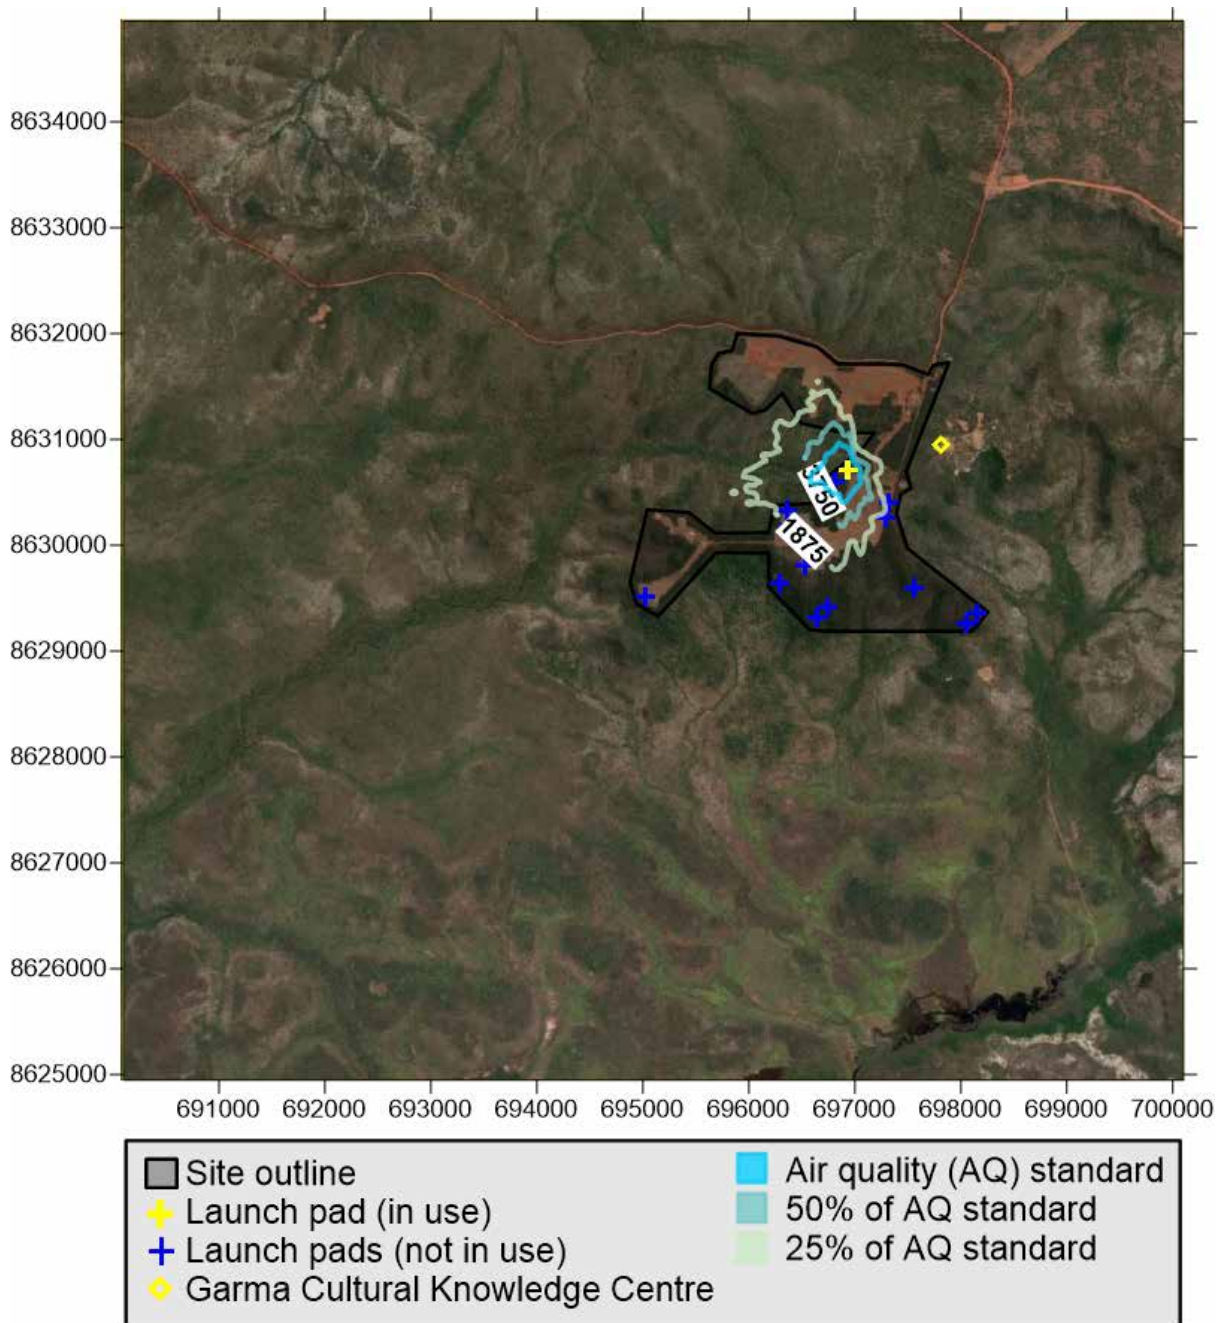 8634000
8633000
8632000
8631000
8630000
8629000
8628000
8627000
8626000
8625000
3750
1875
691000 692000 693000 694000 695000 696000 697000 698000 699000 700000
Site outline
Launch pad (in use)
Launch pads (not in use)
Garma Cultural Knowledge Centre
Air quality (AQ) standard
50% of AQ standard
25% of AQ standard